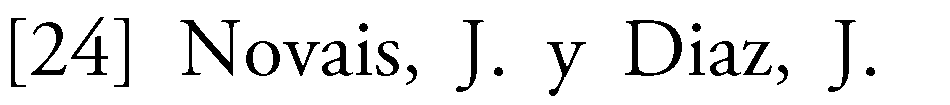 [24] Novais, J. y Diaz, J.